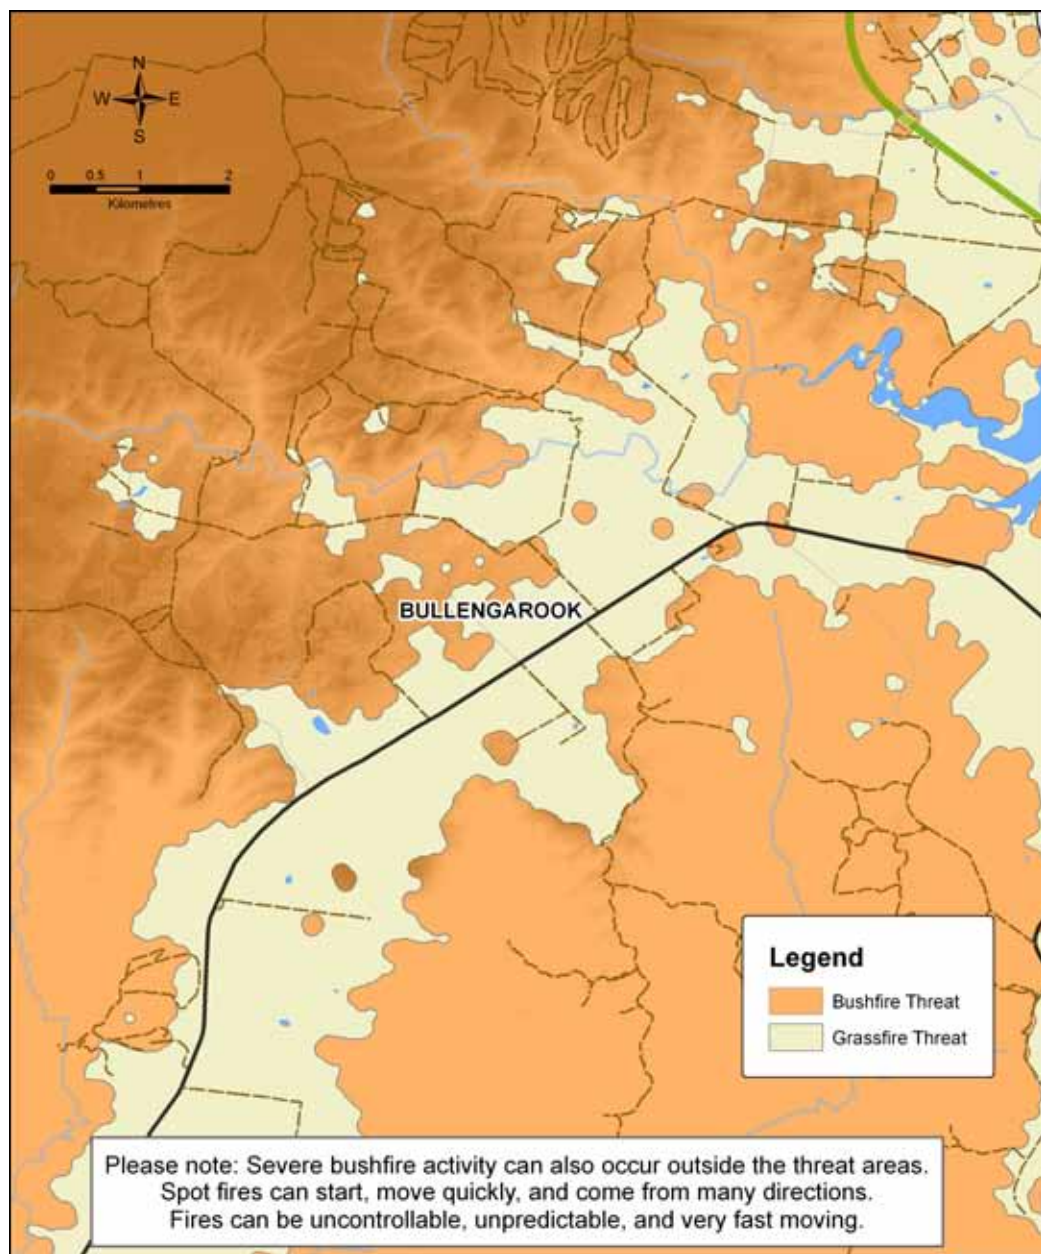 N
W E
S
0 0.5 1 2
Kilometres
BULLENGAROOK
Legend
Bushfire Threat
Grassfire Threat
Please note: Severe bushfire activity can also occur outside the threat areas.
Spot fires can start, move quickly, and come from many directions.
Fires can be uncontrollable, unpredictable, and very fast moving.